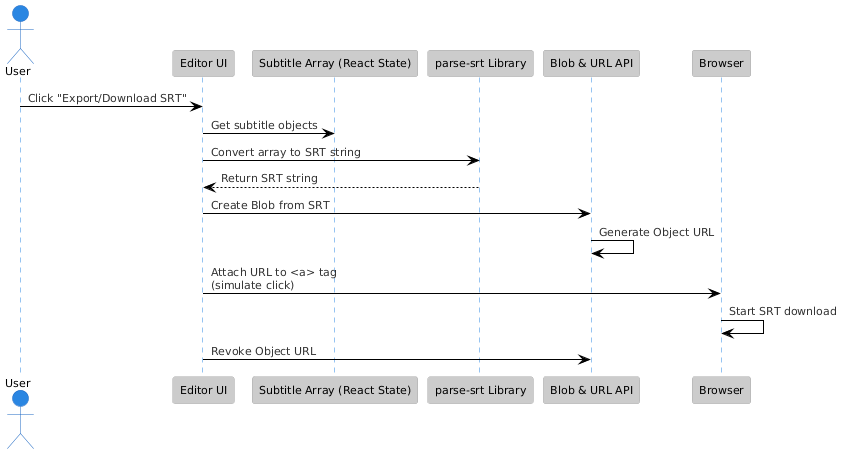 User
Editor UI
Subtitle Array (React State)
parse-srt Library
Blob & URL API
Browser
Click "Export/Download SRT"
Get subtitle objects
Convert array to SRT string
Return SRT string
Create Blob from SRT
Generate Object URL
Attach URL to <a> tag
(simulate click)
Start SRT download
Revoke Object URL
User
Editor UI
Subtitle Array (React State)
parse-srt Library
Blob & URL API
Browser